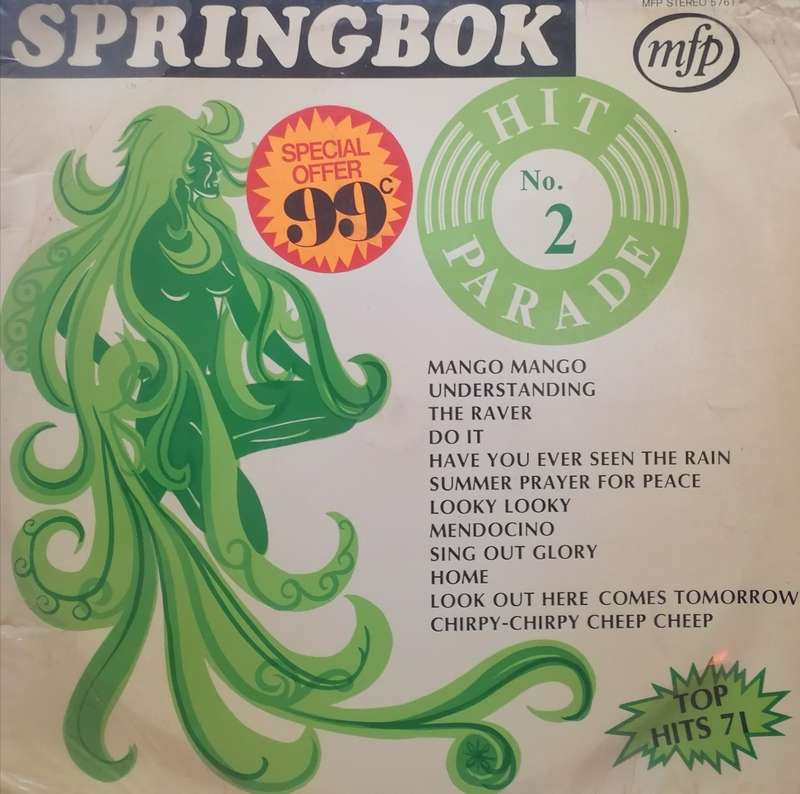 MFP STEREO 5761
SPRINGBOK
mfp
SPECIAL
OFFER
99c
HIT
No.
2
PARADE
MANGO MANGO
UNDERSTANDING
THE RAVER
DO IT
HAVE YOU EVER SEEN THE RAIN
SUMMER PRAYER FOR PEACE
LOOKY LOOKY
MENDOCINO
SING OUT GLORY
HOME
LOOK OUT HERE COMES TOMORROW
CHIRPY-CHIRPY CHEEP CHEEP
TOP
HITS 71